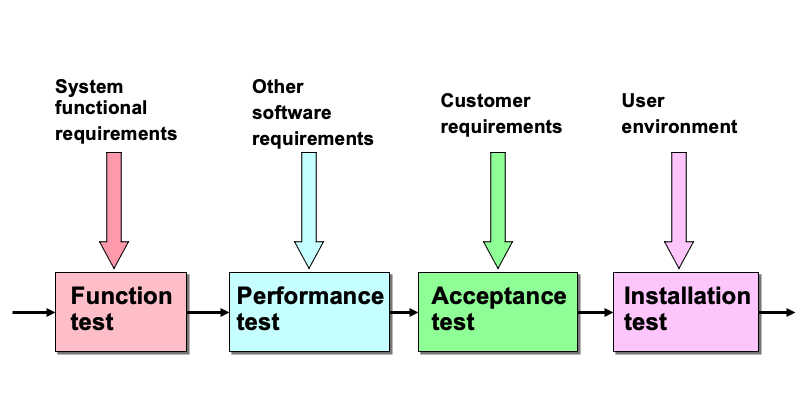 System
functional
requirements
Other
software
requirements
Customer
requirements
User
environment
Function
test
Performance
test
Acceptance
test
Installation
test